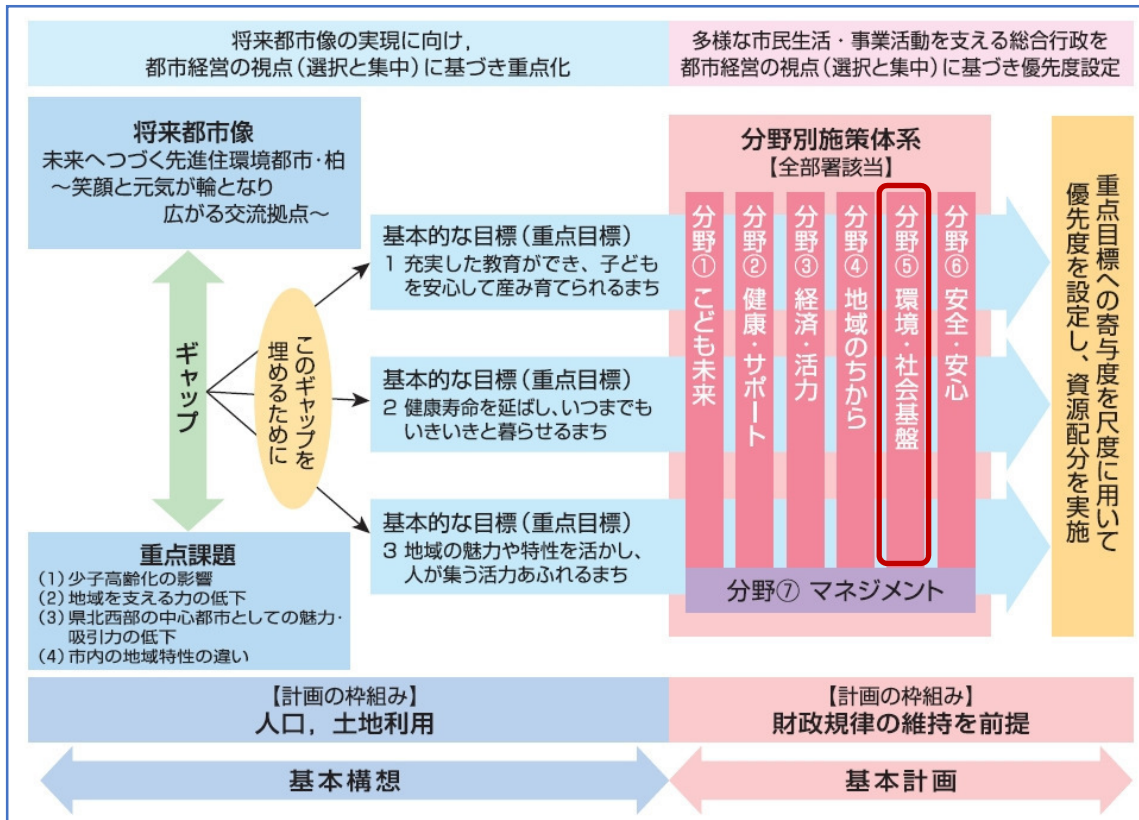 将来都市像の実現に向け,
都市経営の視点(選択と集中)に基づき重点化
多様な市民生活・事業活動を支える総合行政を
都市経営の視点(選択と集中)に基づき優先度設定
将来都市像
未来へつづく先進住環境都市・柏
~笑顔と元気が輪となり
広がる交流拠点~
ギャップ
このギャップを
埋めるために
重点課題
(1)少子高齢化の影響
(2)地域を支える力の低下
(3)県北西部の中心都市としての魅力・
吸引力の低下
(4)市内の地域特性の違い
基本的な目標(重点目標)
1 充実した教育ができ、子ども
を安心して産み育てられるまち
基本的な目標(重点目標)
2 健康寿命を延ばし、いつまでも
いきいきと暮らせるまち
基本的な目標(重点目標)
3 地域の魅力や特性を活かし、
人が集う活力あふれるまち
分野別施策体系
【全部署該当】
分野① こども未来
分野② 健康・サポート
分野③ 経済・活力
分野④ 地域のちから
分野⑤ 環境・社会基盤
分野⑥ 安全・安心
分野⑦ マネジメント
重点目標への寄与度を尺度に用いて
優先度を設定し、資源配分を実施
【計画の枠組み】
人口, 土地利用
【計画の枠組み】
財政規律の維持を前提
基本構想
基本計画